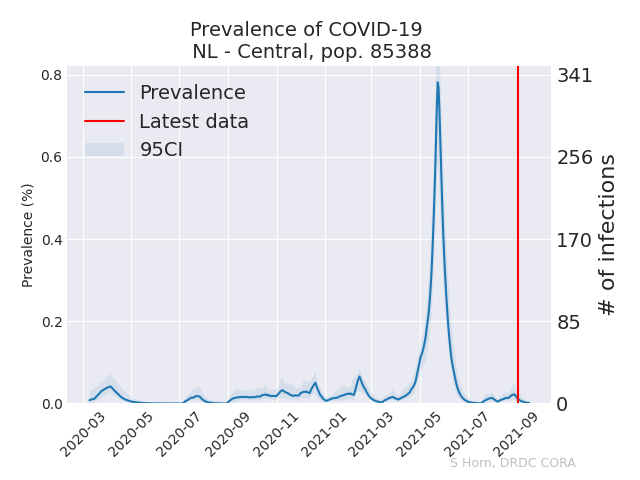 Prevalence of COVID-19
NL - Central, pop. 85388
Prevalence
Latest data
95CI
Prevalence (%)
0.8
0.6
0.4
0.2
0.0
341
256
170
85
0
# of infections
2020-03
2020-05
2020-07
2020-09
2020-11
2021-01
2021-03
2021-05
2021-07
2021-09
S Horn, DRDC CORA